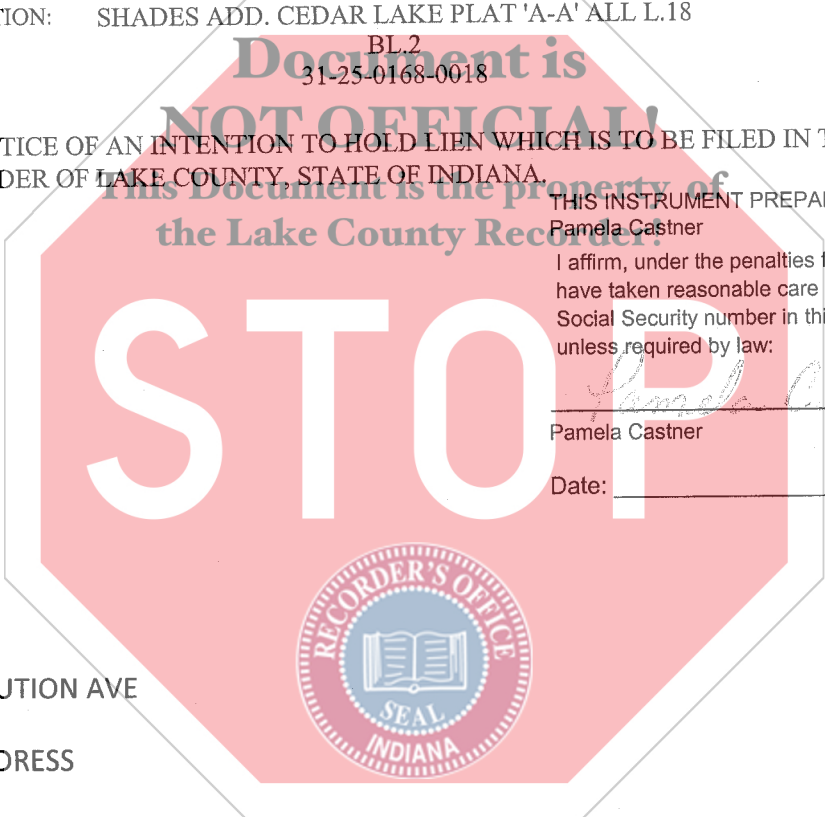 TION: SHADES ADD. CEDAR LAKE PLAT 'A-A' ALL L.18
BL.2
31-25-0168-0018
Document is
NOT OFFICIAL!
This Document is the property of
the Lake County Recorder!
TICE OF AN INTENTION TO HOLD LIEN WHICH IS TO BE FILED IN T
DER OF LAKE COUNTY, STATE OF INDIANA.
THIS INSTRUMENT PREPA
Pamela Castner
I affirm, under the penalties f
have taken reasonable care
Social Security number in thi
unless required by law:
Pamela C
Pamela Castner
Date:
STOP
RECORDER'S OFFICE
SEAL
INDIANA
UTION AVE
DRESS